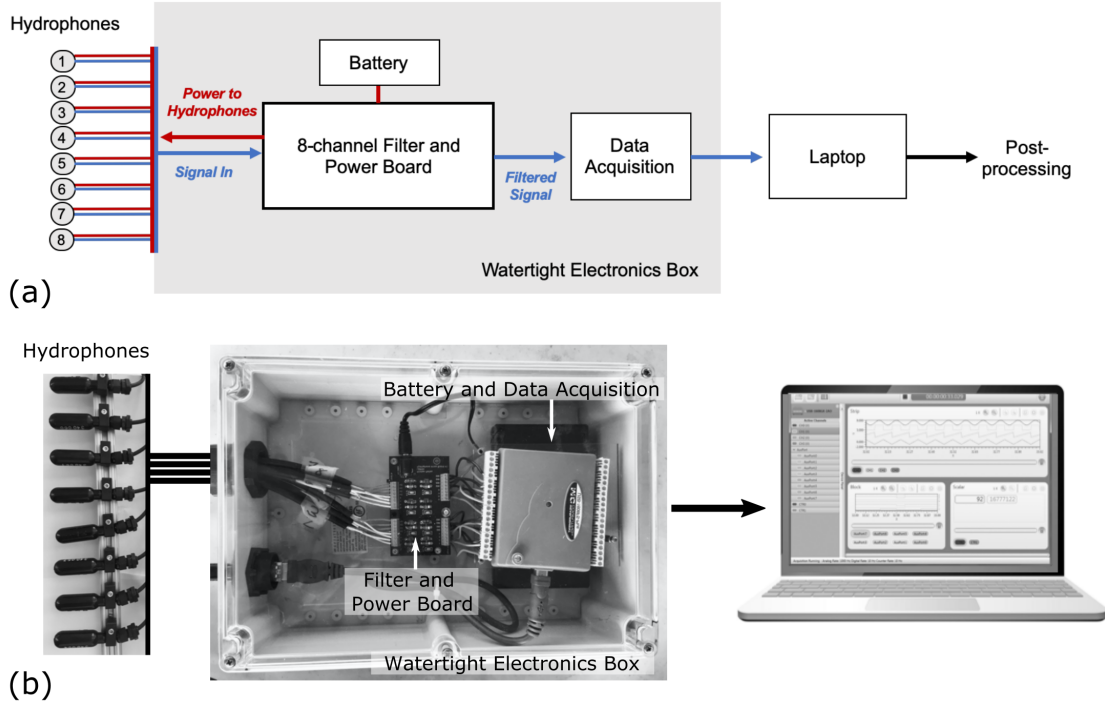 Hydrophones
1
2
3
4
5
6
7
8
Battery
Power to
Hydrophones
Signal In
8-channel Filter and
Power Board
Filtered
Signal
Data
Acquisition
Laptop
Post-
processing
Watertight Electronics Box
(a)
Hydrophones
Battery and Data Acquisition
Filter and
Power Board
Watertight Electronics Box
(b)